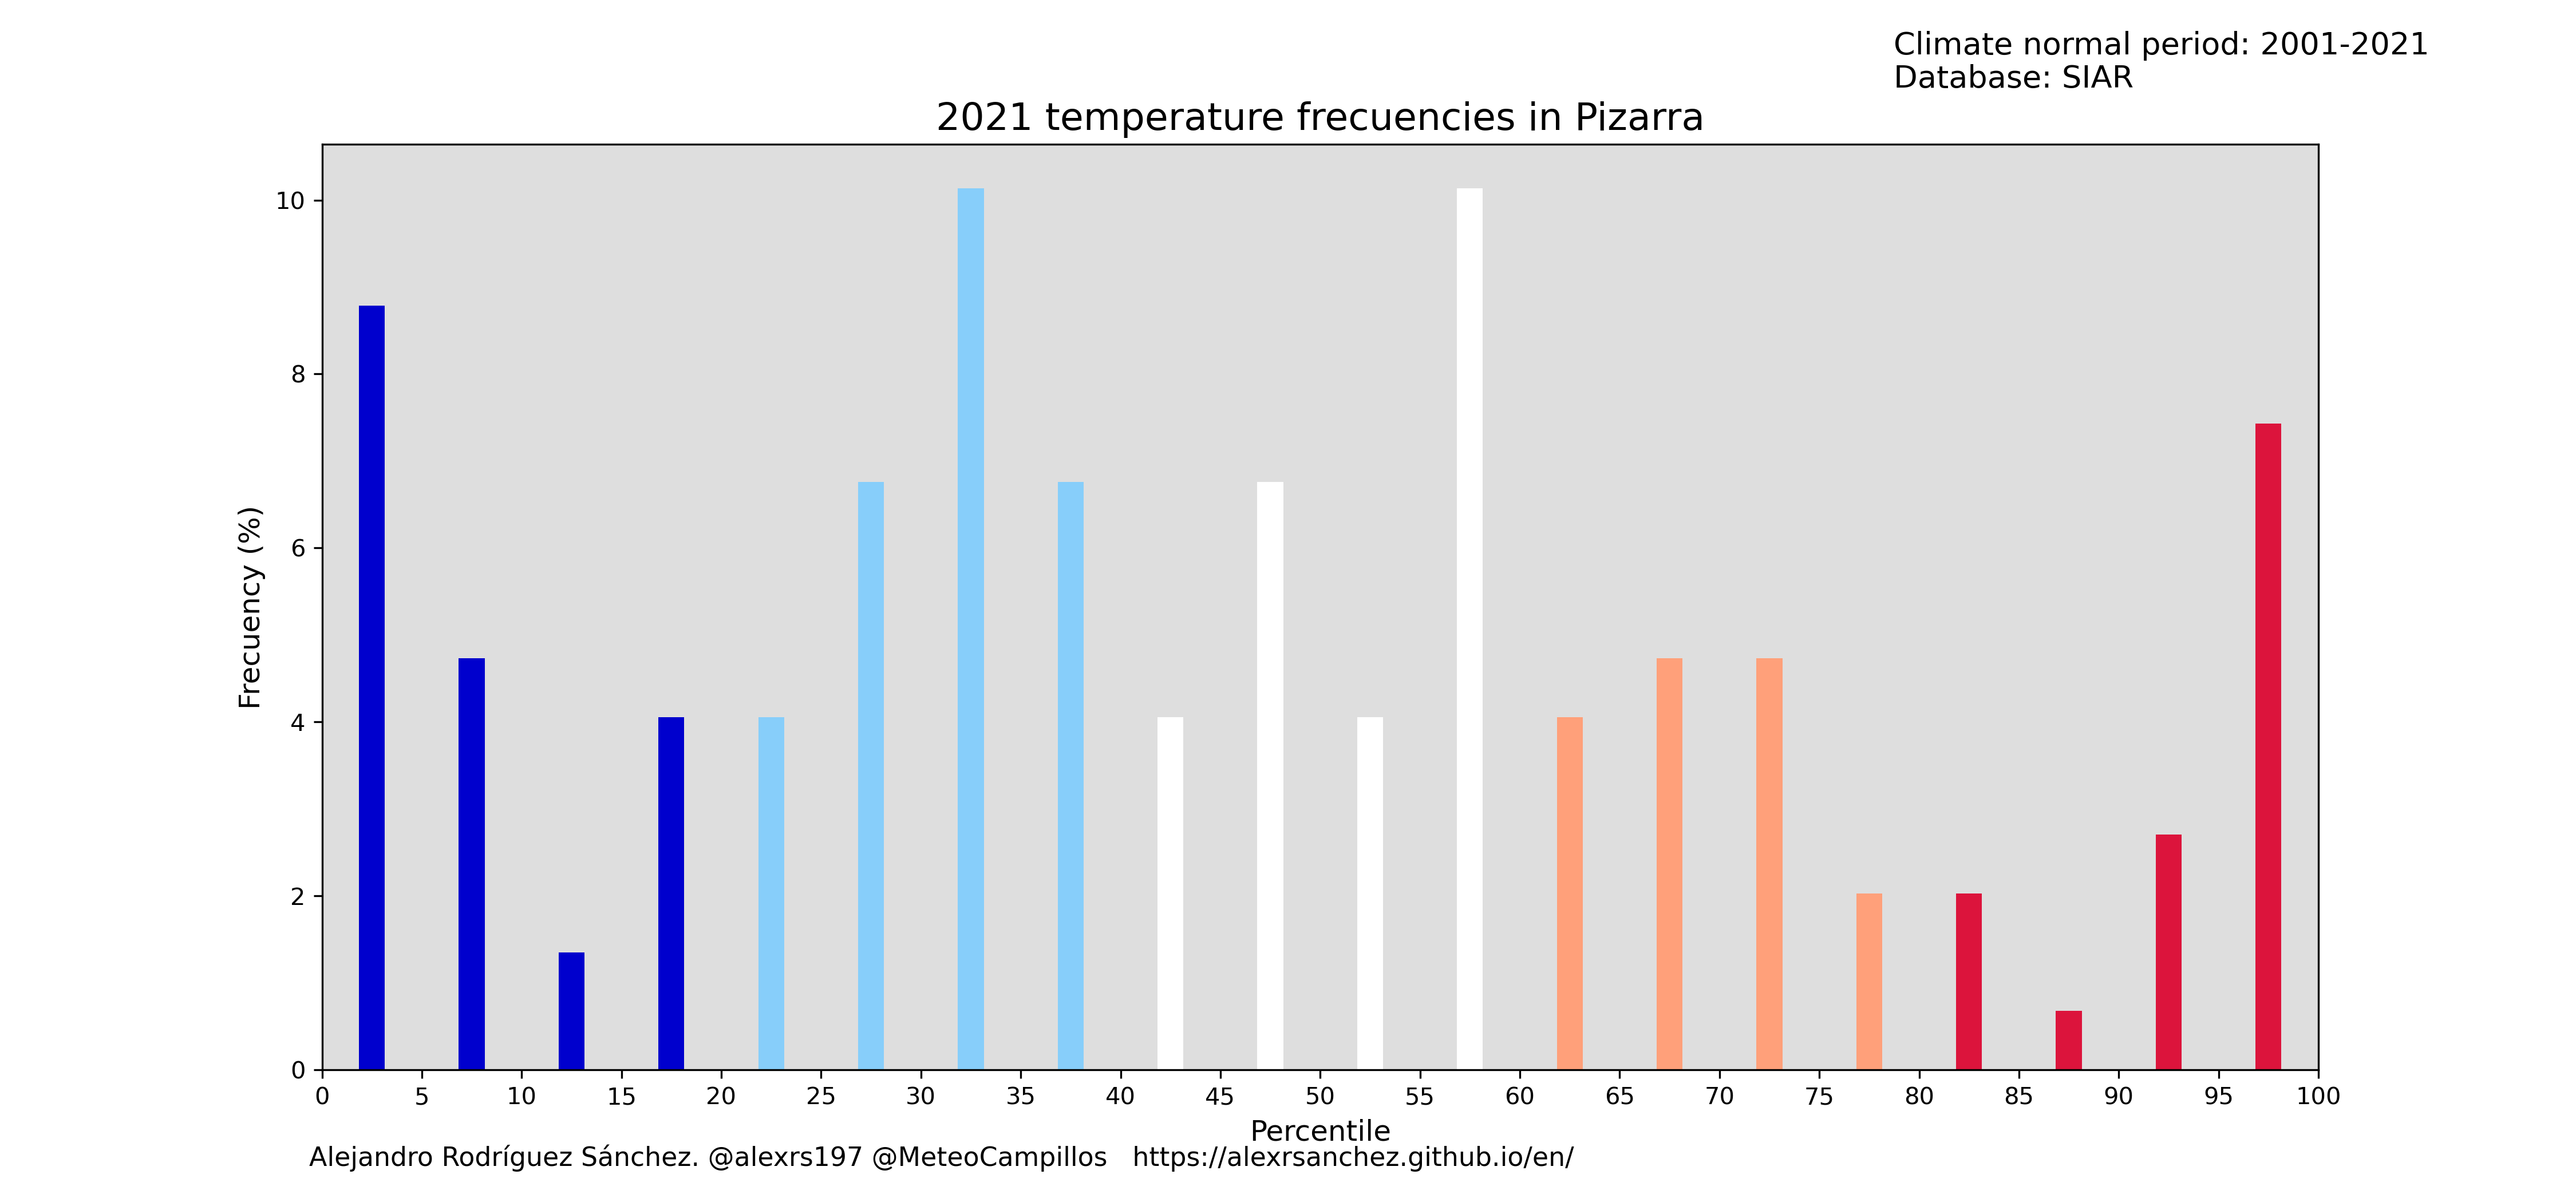 Climate normal period: 2001-2021
Database: SIAR
2021 temperature frecuencies in Pizarra
10
8
6
4
2
0
Frecuency (%)
0 5 10 15 20 25 30 35 40 45 50 55 60 65 70 75 80 85 90 95 100
Percentile
Alejandro Rodríguez Sánchez. @alexrs197 @MeteoCampillos https://alexrsanchez.github.io/en/